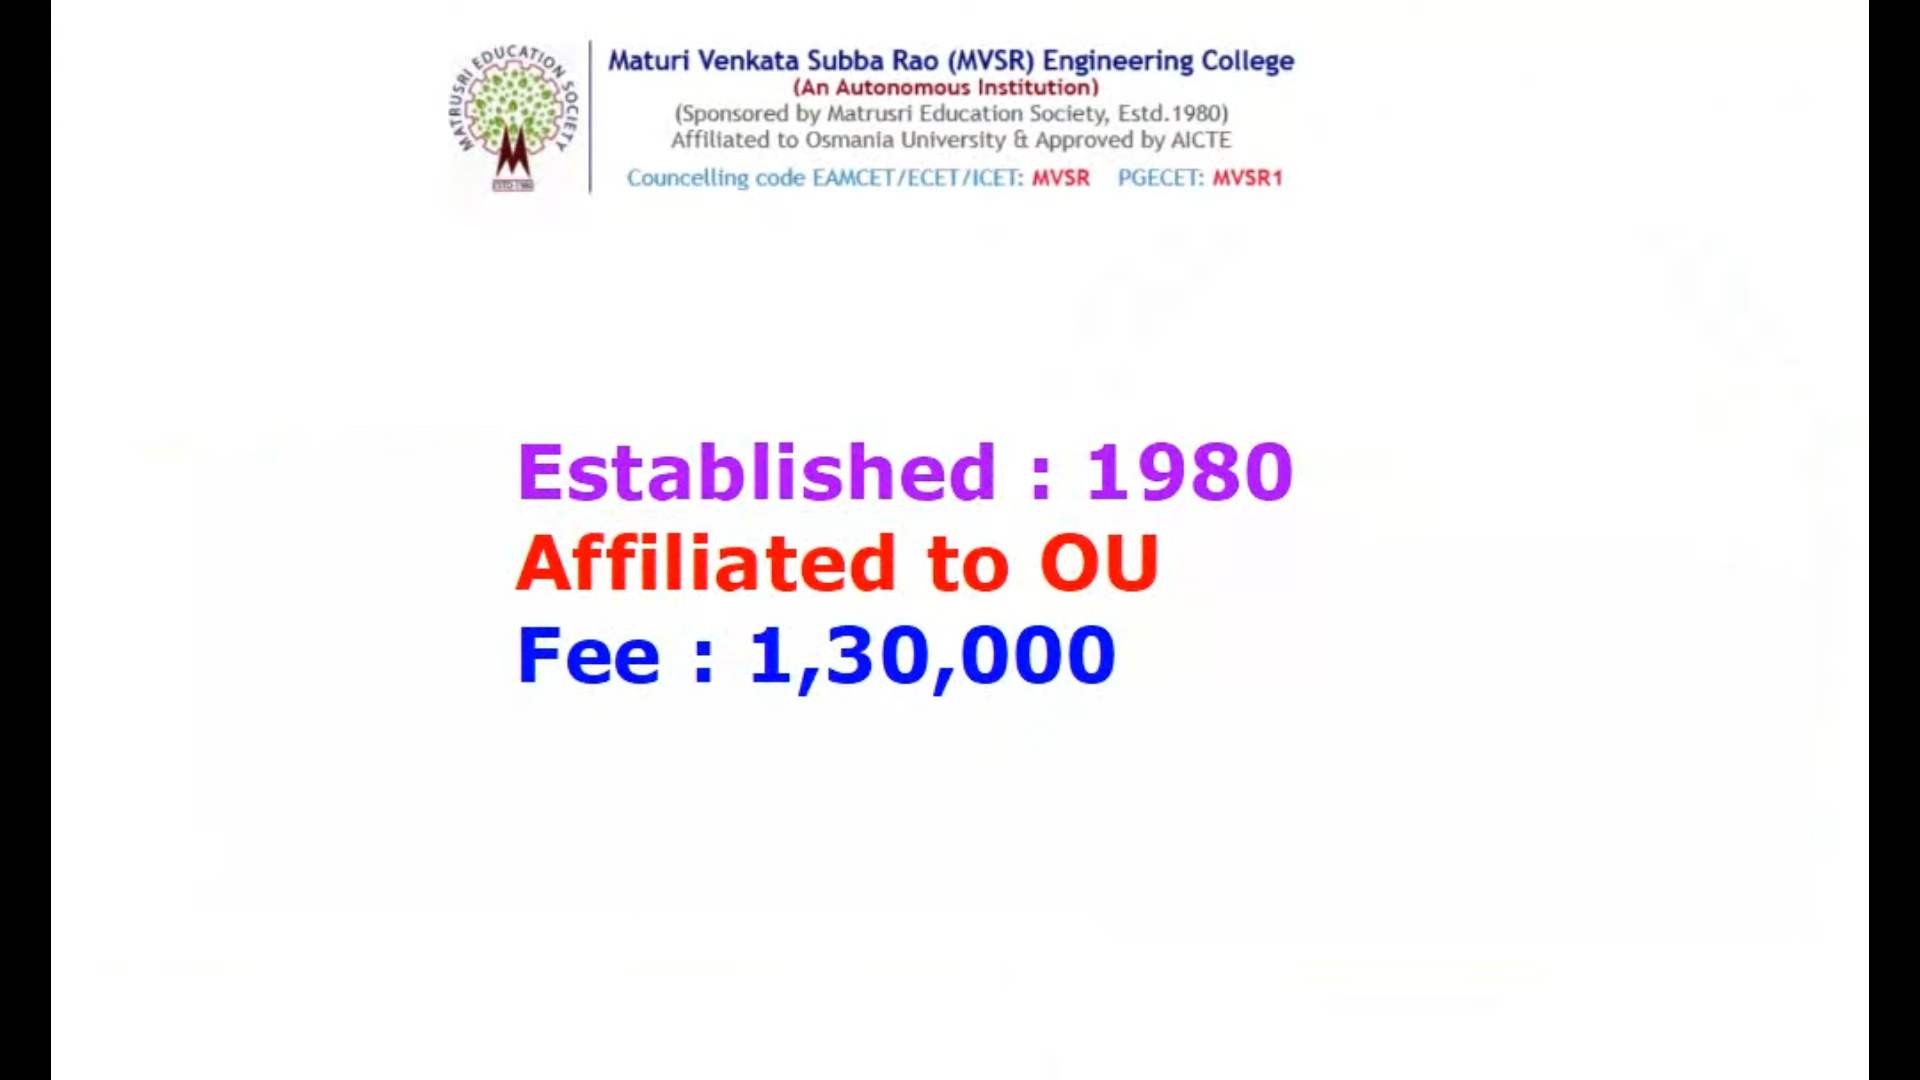 MATRUSRI EDUCATION SOCIETY
Maturi Venkata Subba Rao (MVSR) Engineering College
(An Autonomous Institution)
(Sponsored by Matrusri Education Society, Estd.1980)
Affiliated to Osmania University & Approved by AICTE
Councelling code EAMCET/ECET/ICET: MVSR PGECET: MVSR1
Established : 1980
Affiliated to OU
Fee : 1,30,000